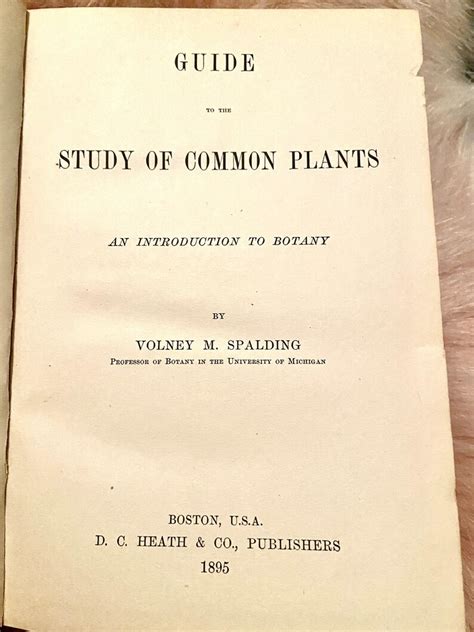 GUIDE
TO THE
STUDY OF COMMON PLANTS
AN INTRODUCTION TO BOTANY
BY
VOLNEY M. SPALDING
PROFESSOR OF BOTANY IN THE UNIVERSITY OF MICHIGAN
BOSTON, U.S.A.
D. C. HEATH & CO., PUBLISHERS
1895